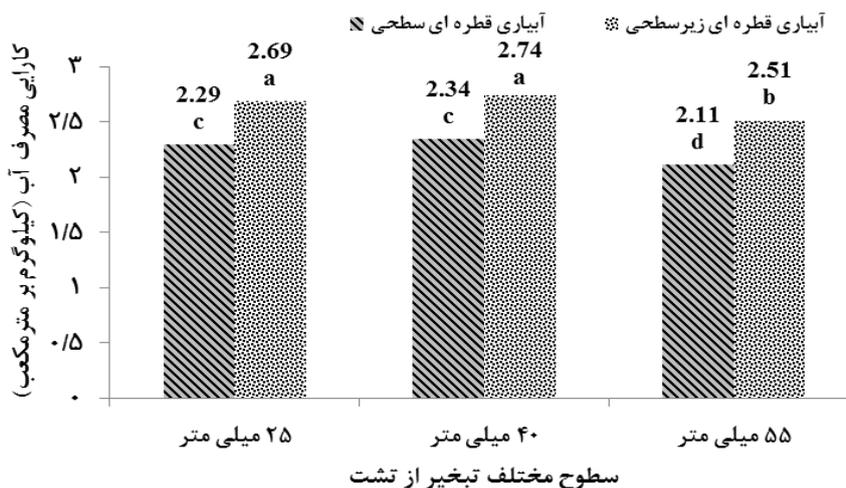 آبیاری قطره ای سطحی
آبیاری قطره ای زیرسطحی
کارایی مصرف آب (کیلوگرم بر مترمکعب)
۳
۲/۵
۲
۱/۵
۱
۰/۵
۰
2.29
c
2.69
a
2.34
c
2.74
a
2.11
d
2.51
b
۲۵ میلی متر
۴۰ میلی متر
۵۵ میلی متر
سطوح مختلف تبخیر از تشت